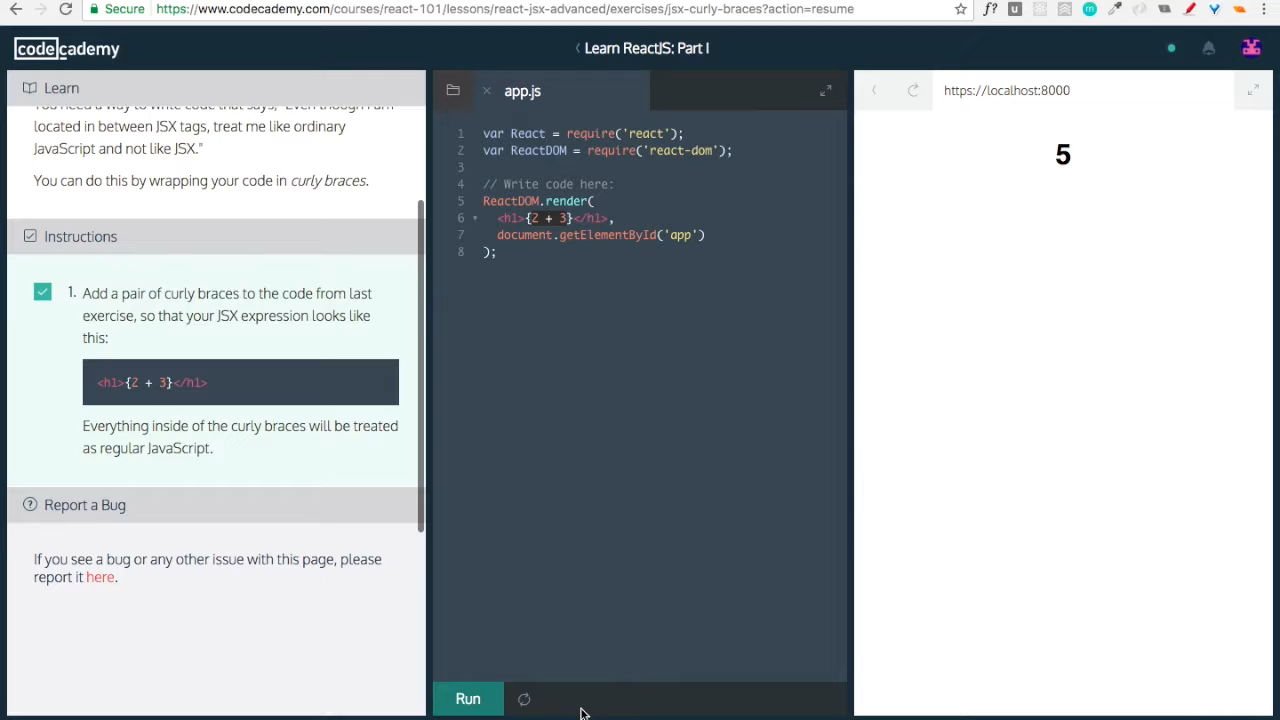 Secure https://www.codecademy.com/courses/react-101/lessons/react-jsx-advanced/exercises/jsx-curly-braces?action=resume
codecademy
Learn ReactJS: Part I
Learn
located in between JSX tags, treat me like ordinary
JavaScript and not like JSX."
You can do this by wrapping your code in curly braces.
Instructions
1. Add a pair of curly braces to the code from last
exercise, so that your JSX expression looks like
this:
<h1>{2 + 3}</h1>
Everything inside of the curly braces will be treated
as regular JavaScript.
Report a Bug
If you see a bug or any other issue with this page, please
report it here.
app.js
1 var React = require('react');
2 var ReactDOM = require('react-dom');
3
4 // Write code here:
5 ReactDOM.render(
6 <h1>{2 + 3}</h1>,
7 document.getElementById('app')
8 );
Run
https://localhost:8000
5